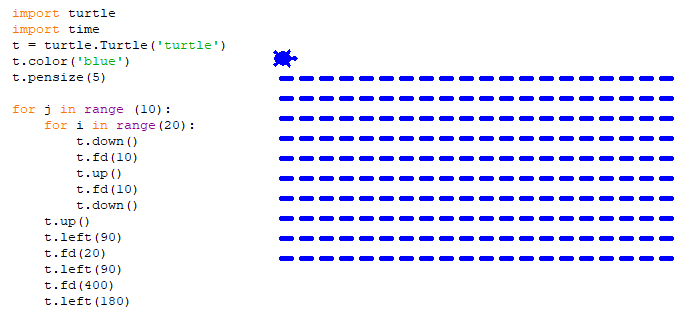 import turtle
import time
t = turtle.Turtle('turtle')
t.color('blue')
t.pensize(5)

for j in range (10):
    for i in range(20):
        t.down()
        t.fd(10)
        t.up()
        t.fd(10)
        t.down()
    t.up()
    t.left(90)
    t.fd(20)
    t.left(90)
    t.fd(400)
    t.left(180)